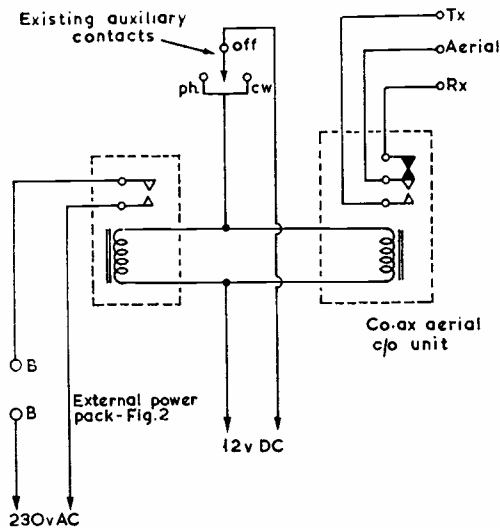 Existing auxiliary
contacts
off
ph.
cw
Tx
Aerial
Rx
Co.ax aerial
c/o unit
B
B
External power
pack-Fig.2
12v DC
230v AC